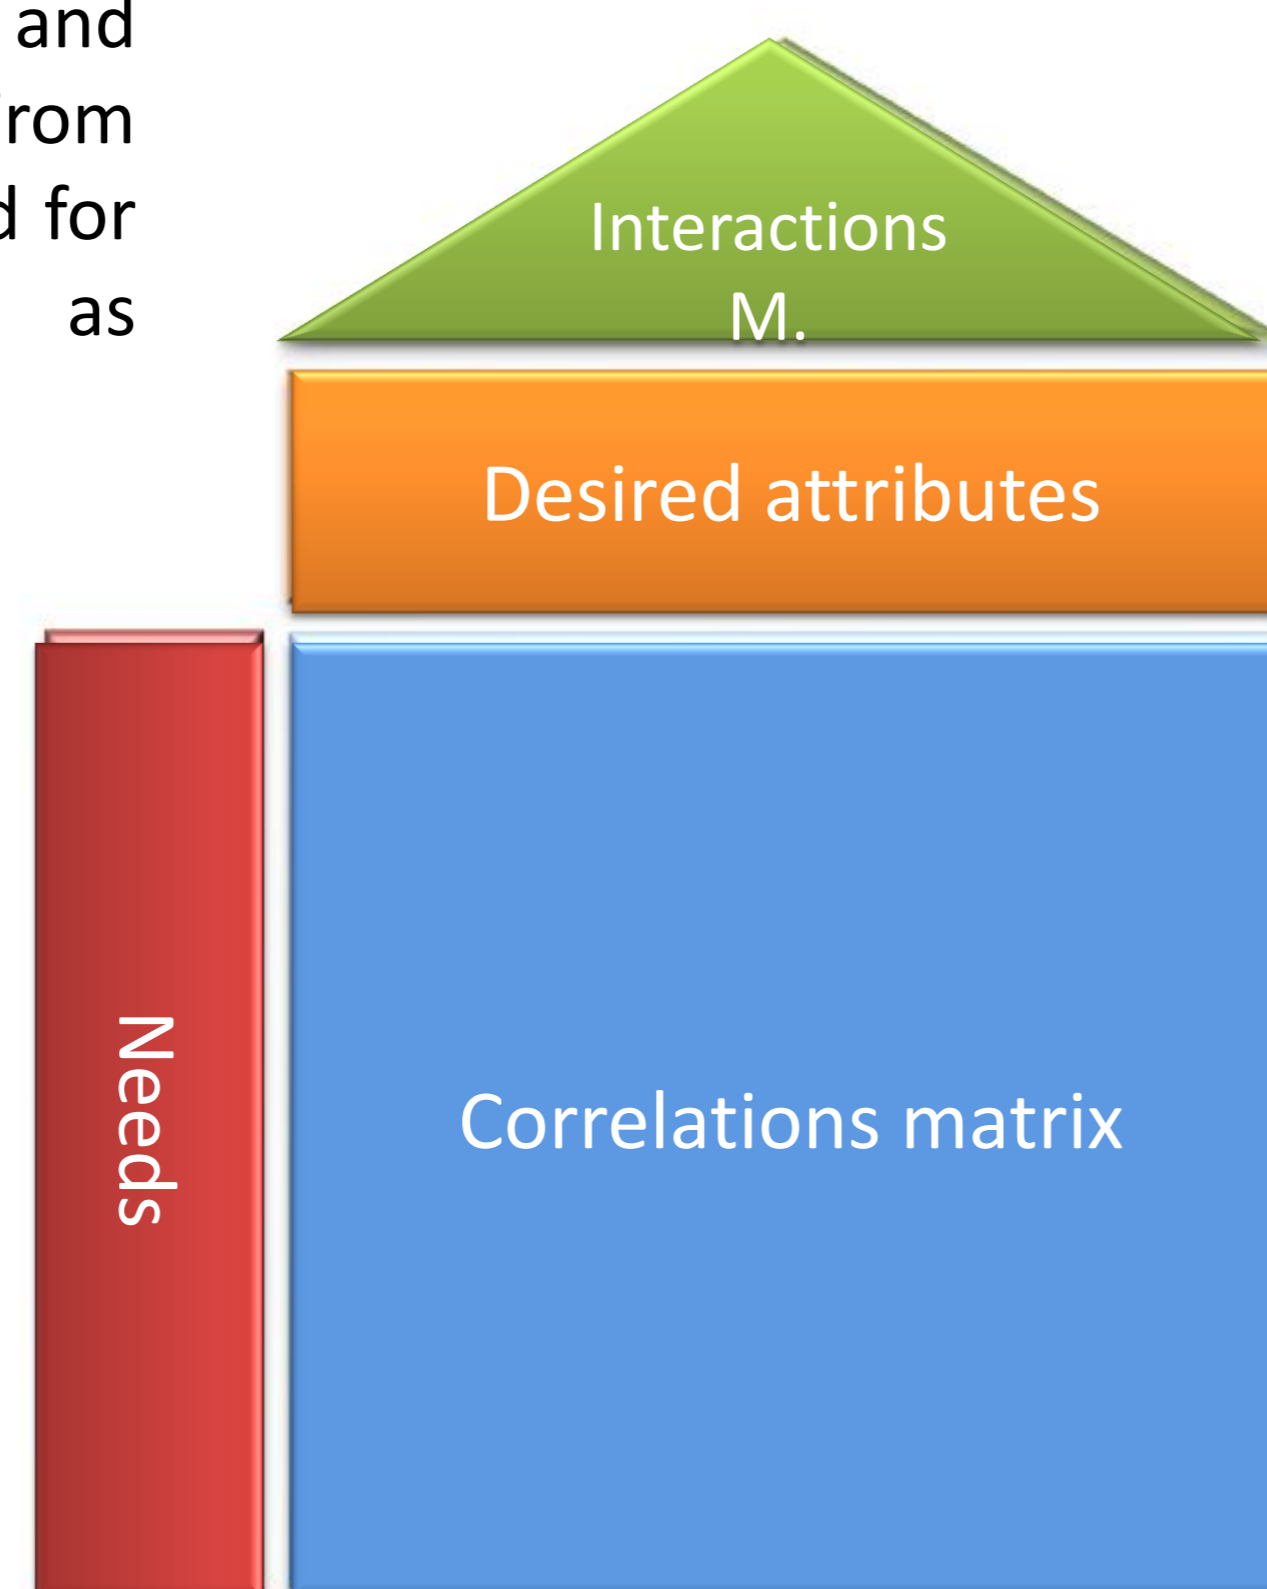 and
rom
d for
as
Interactions
M.
Desired attributes
Needs
Correlations matrix